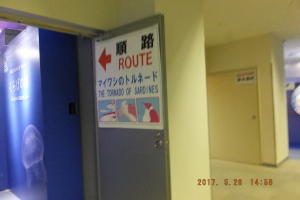 順路
ROUTE
マイワシのトルネード
THE TORNADO OF SARDINES
2017. 5.28 14:58